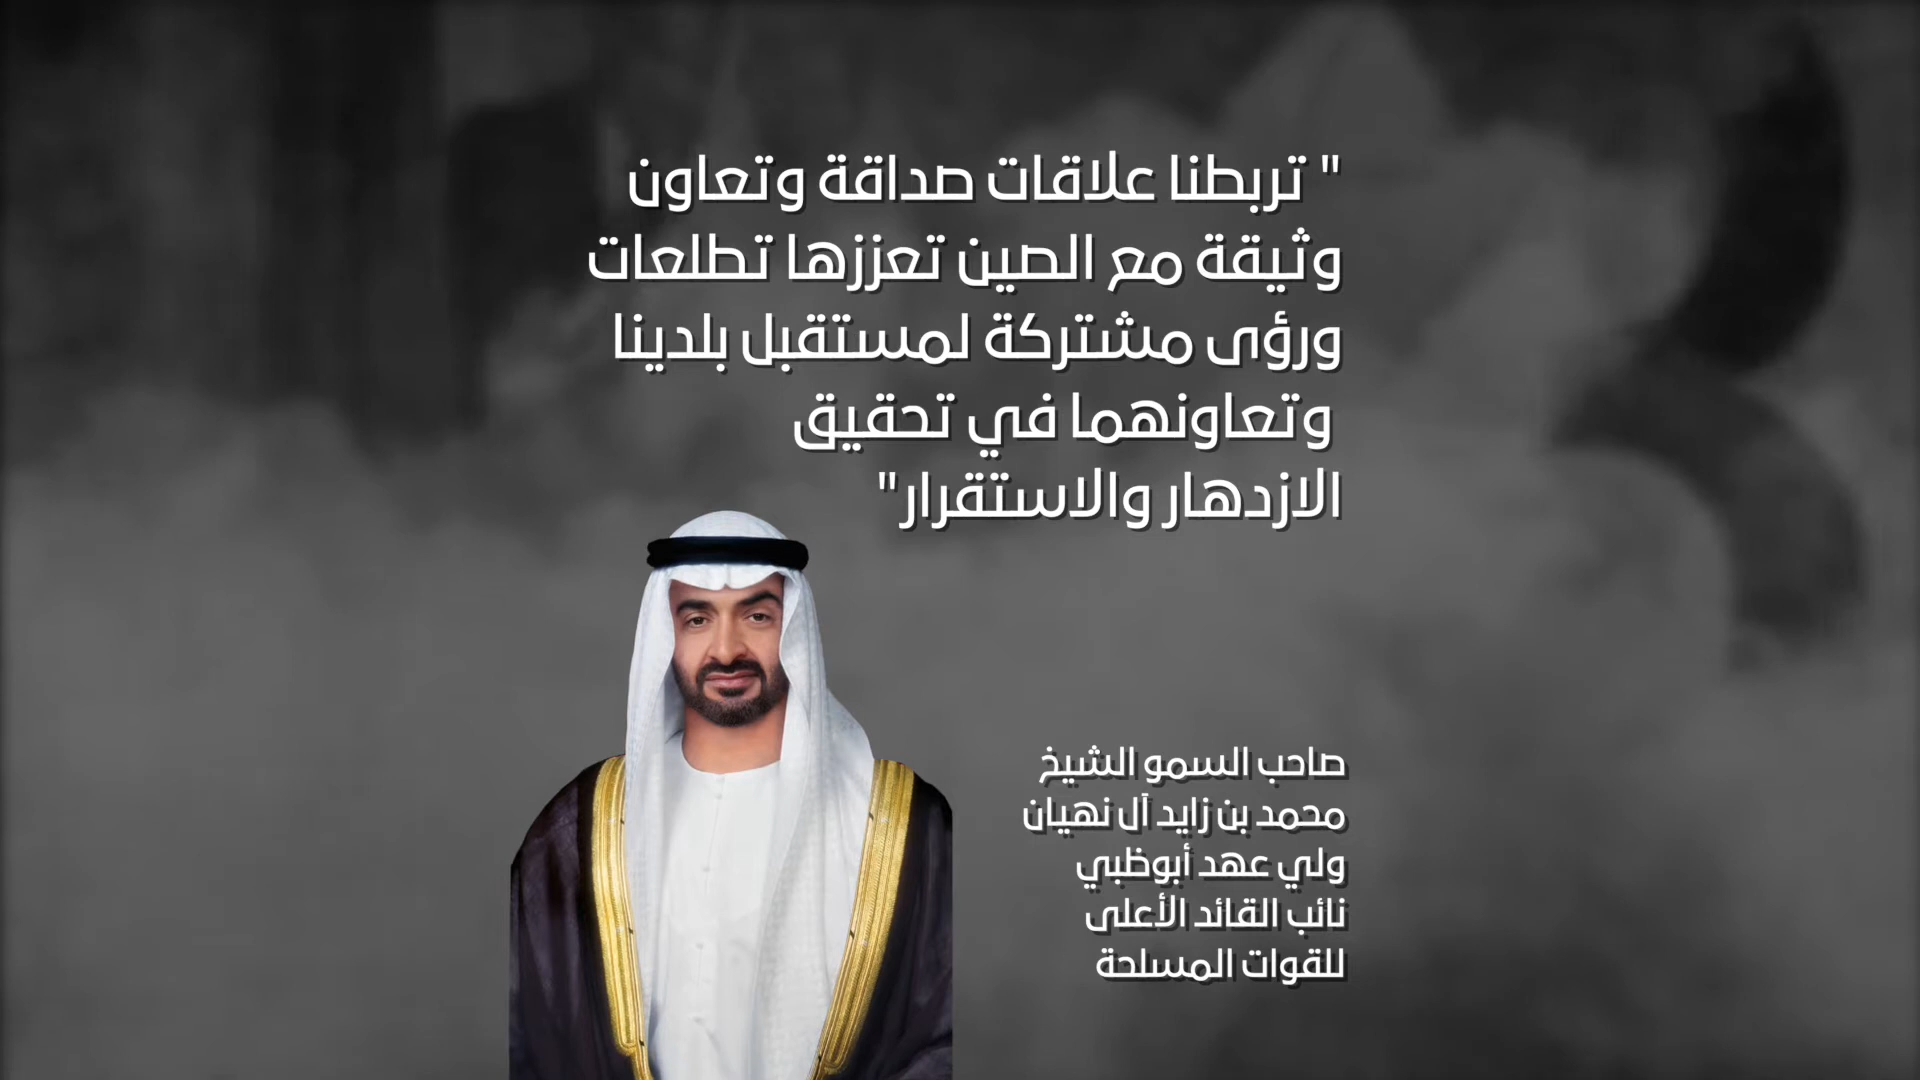 " تربطنا علاقات صداقة وتعاون
وثيقة مع الصين تعززها تطلعات
ورؤى مشتركة لمستقبل بلدينا
وتعاونهما في تحقيق
الازدهار والاستقرار"
صاحب السمو الشيخ
محمد بن زايد آل نهيان
ولي عهد أبوظبي
نائب القائد الأعلى
للقوات المسلحة